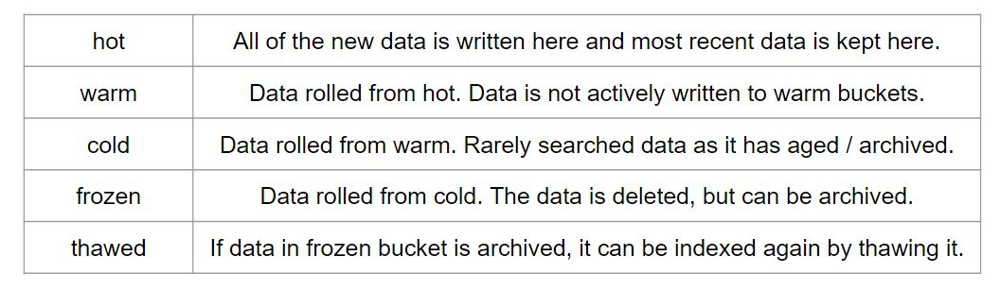 hot All of the new data is written here and most recent data is kept here.
warm Data rolled from hot. Data is not actively written to warm buckets.
cold Data rolled from warm. Rarely searched data as it has aged / archived.
frozen Data rolled from cold. The data is deleted, but can be archived.
thawed If data in frozen bucket is archived, it can be indexed again by thawing it.